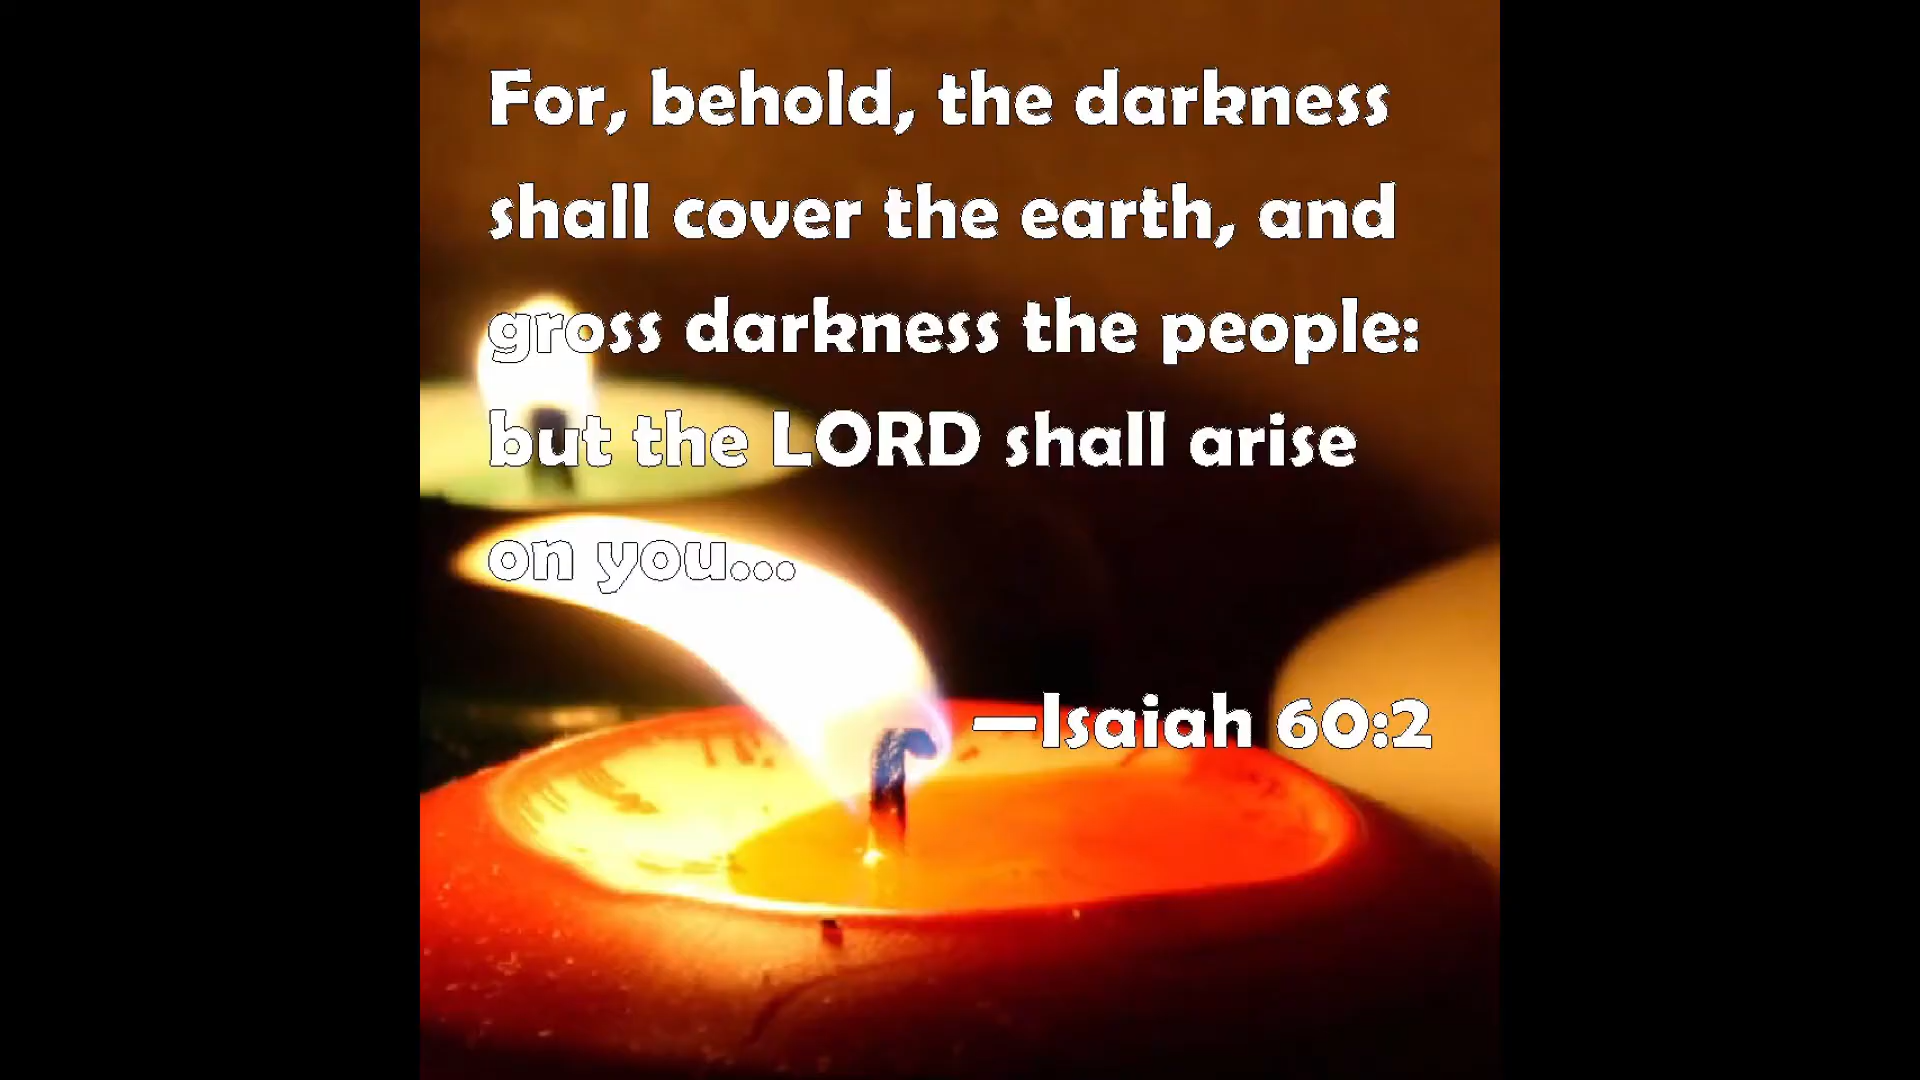 For, behold, the darkness
shall cover the earth, and
gross darkness the people:
but the LORD shall arise
on you...
—Isaiah 60:2